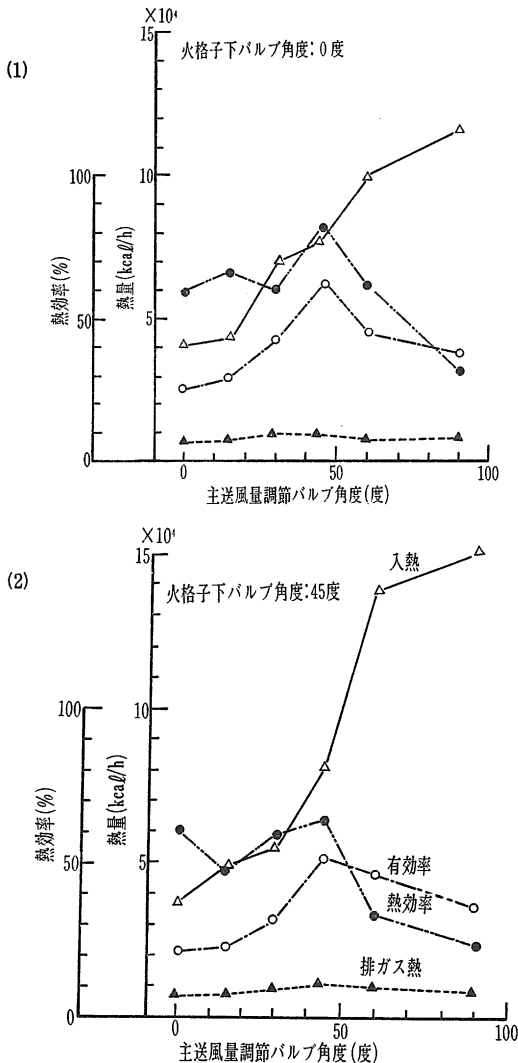 (1)
×10⁴
15
火格子下バルブ角度:0度
100
10
熱効率(%)
熱量(kcaℓ/h)
50
5
0
0
50
100
主送風量調節バルブ角度(度)
(2)
×10⁴
15
入熱
火格子下バルブ角度:45度
100
10
熱効率(%)
熱量(kcaℓ/h)
50
5
有効率
熱効率
排ガス熱
0
0
50
100
主送風量調節バルブ角度(度)